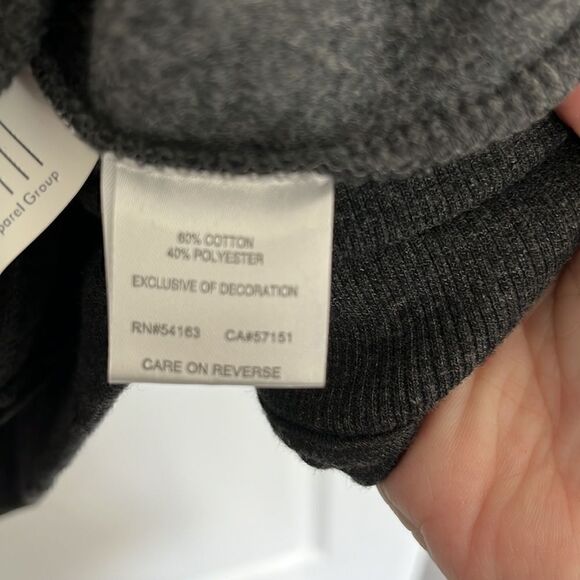 parel Group
60% COTTON
40% POLYESTER
EXCLUSIVE OF DECORATION
RN#54163 CA#57151
CARE ON REVERSE